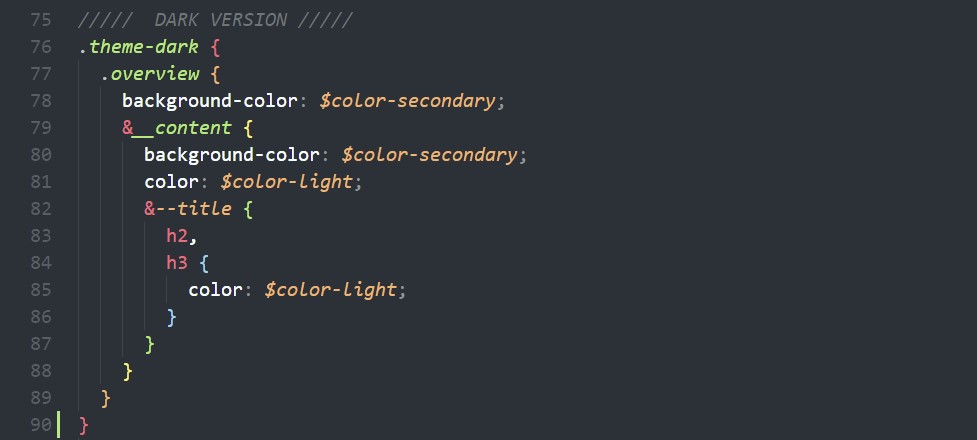 75 /////  DARK VERSION /////
76 .theme-dark {
77   .overview {
78     background-color: $color-secondary;
79     &__content {
80       background-color: $color-secondary;
81       color: $color-light;
82       &--title {
83         h2,
84         h3 {
85           color: $color-light;
86         }
87       }
88     }
89   }
90 }